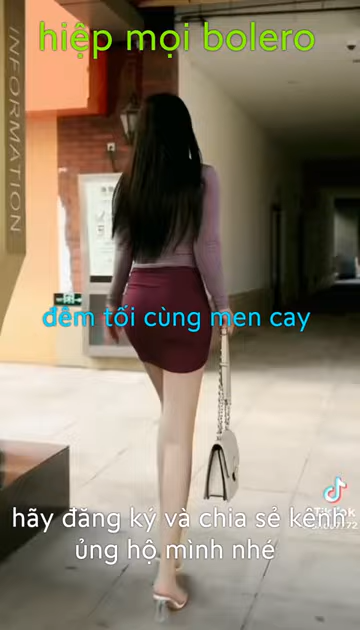 hiệp mọi bolero
INFORMATION
đêm tối cùng men cay
hãy đăng ký và chia sẻ kênh
ủng hộ mình nhé
TikTok